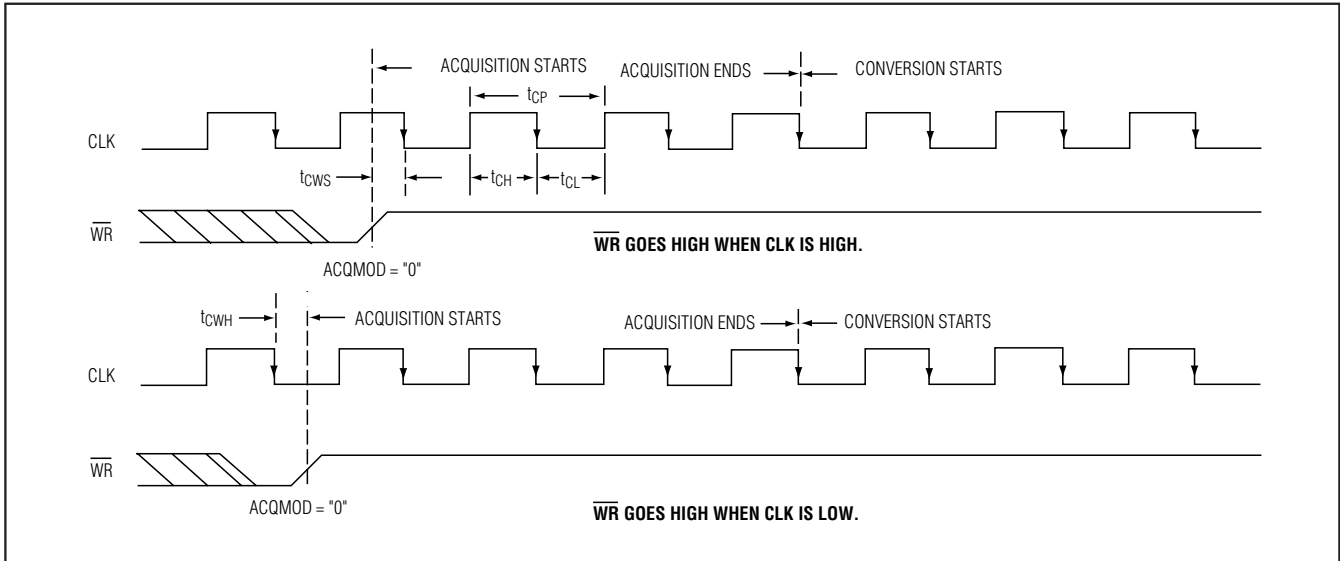 ACQUISITION STARTS
ACQUISITION ENDS
CONVERSION STARTS
tCP
CLK
tCWS
tCH
tCL
WR
WR GOES HIGH WHEN CLK IS HIGH.
ACQMOD = "0"
tCWH
ACQUISITION STARTS
ACQUISITION ENDS
CONVERSION STARTS
CLK
WR
ACQMOD = "0"
WR GOES HIGH WHEN CLK IS LOW.